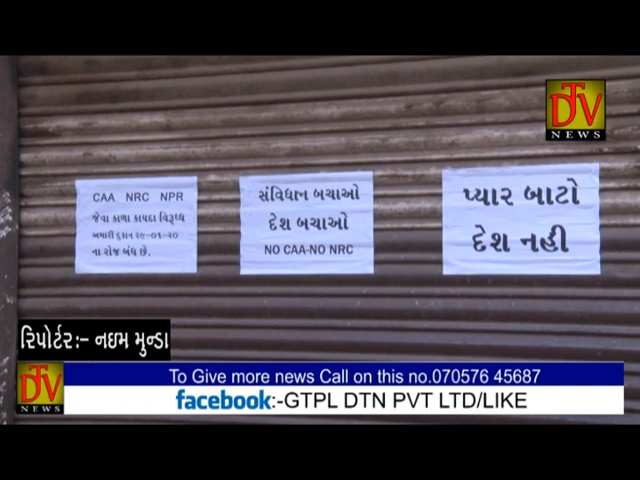 DTV
NEWS
CAA NRC NPR
જેવા કાળા કાયદા વિરૂધ્ધ
અમારી દુકાન ૨૯-૦૧-૨૦
ના રોજ બંધ છે.
સંવિધાન બચાઓ
દેશ બચાઓ
NO CAA-NO NRC
પ્યાર બાટો
દેશ નહી
રિપોર્ટર:- નઇમ મુન્ડા
DTV
NEWS
To Give more news Call on this no.070576 45687
facebook:-GTPL DTN PVT LTD/LIKE